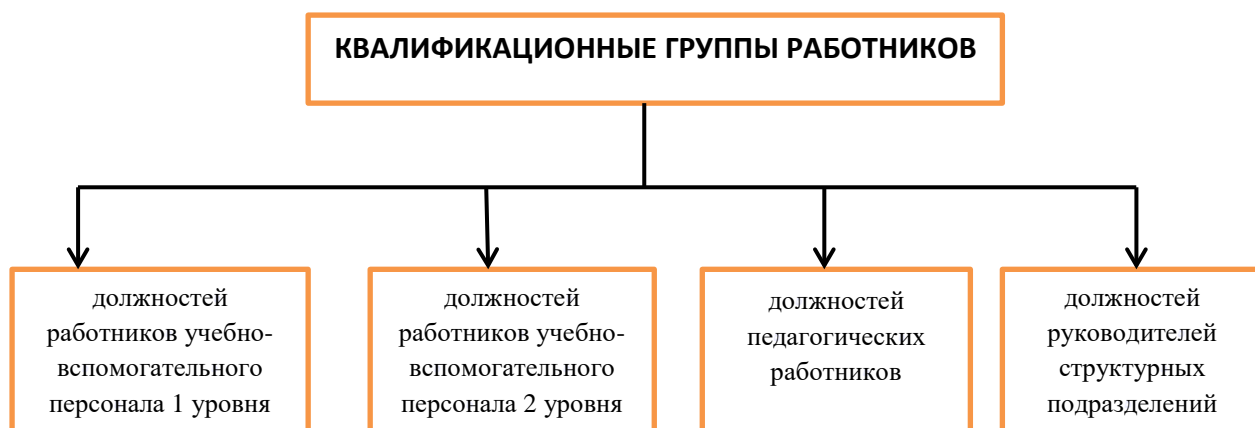 КВАЛИФИКАЦИОННЫЕ ГРУППЫ РАБОТНИКОВ
должностей
работников учебно-
вспомогательного
персонала 1 уровня
должностей
работников учебно-
вспомогательного
персонала 2 уровня
должностей
педагогических
работников
должностей
руководителей
структурных
подразделений